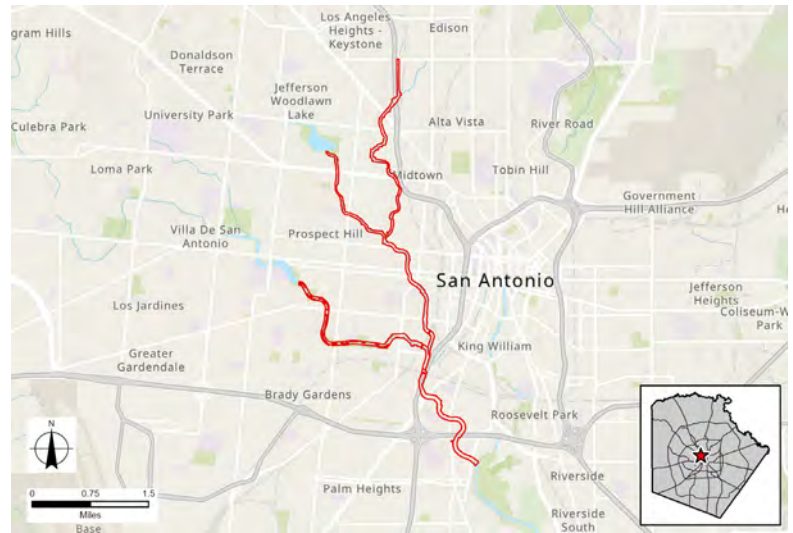 Los Angeles
Heights -
Keystone
Edison
gram Hills
Donaldson
Terrace
Jefferson
Woodlawn
Lake
University Park
Culebra Park
Alta Vista
River Road
Loma Park
Midtown
Tobin Hill
Government
Hill Alliance
He
Villa De San
Antonio
Prospect Hill
San Antonio
Jefferson
Heights
Los Jardines
Coliseum-W
Park
King William
Greater
Gardendale
Brady Gardens
Roosevelt Park
N
Palm Heights
Riverside
0 0.75 1.5
Miles
Base
Riverside
South